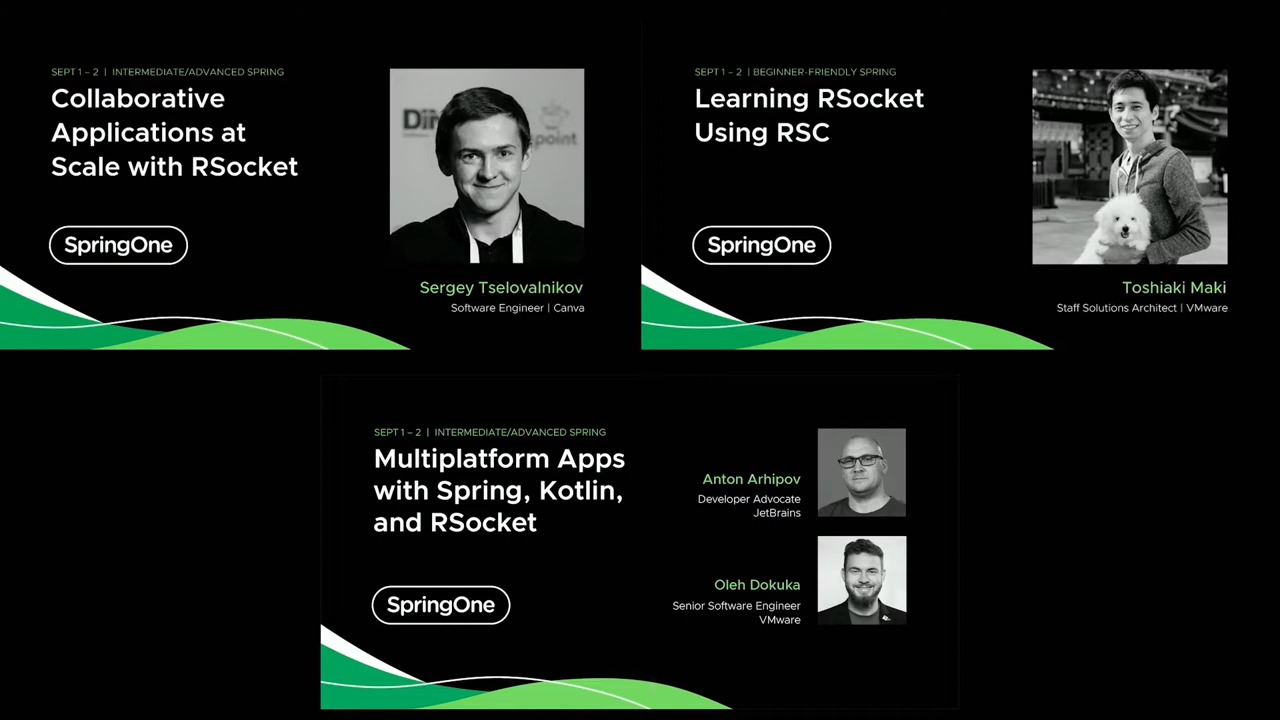 SEPT 1 – 2 | INTERMEDIATE/ADVANCED SPRING
Collaborative
Applications at
Scale with RSocket
SpringOne
Sergey Tselovalnikov
Software Engineer | Canva
SEPT 1 – 2 | BEGINNER-FRIENDLY SPRING
Learning RSocket
Using RSC
SpringOne
Toshiaki Maki
Staff Solutions Architect | VMware
SEPT 1 – 2 | INTERMEDIATE/ADVANCED SPRING
Multiplatform Apps
with Spring, Kotlin,
and RSocket
SpringOne
Anton Arhipov
Developer Advocate
JetBrains
Oleh Dokuka
Senior Software Engineer
VMware